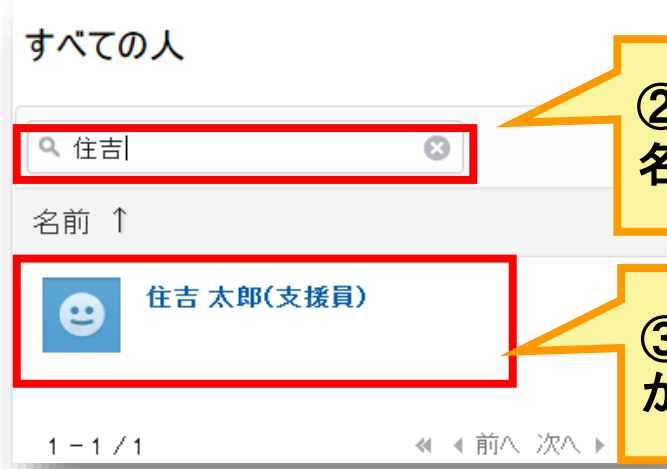 すべての人
②
名
住吉
名前 ↑
住吉 太郎(支援員)
③
か
1-1/1
前へ 次へ